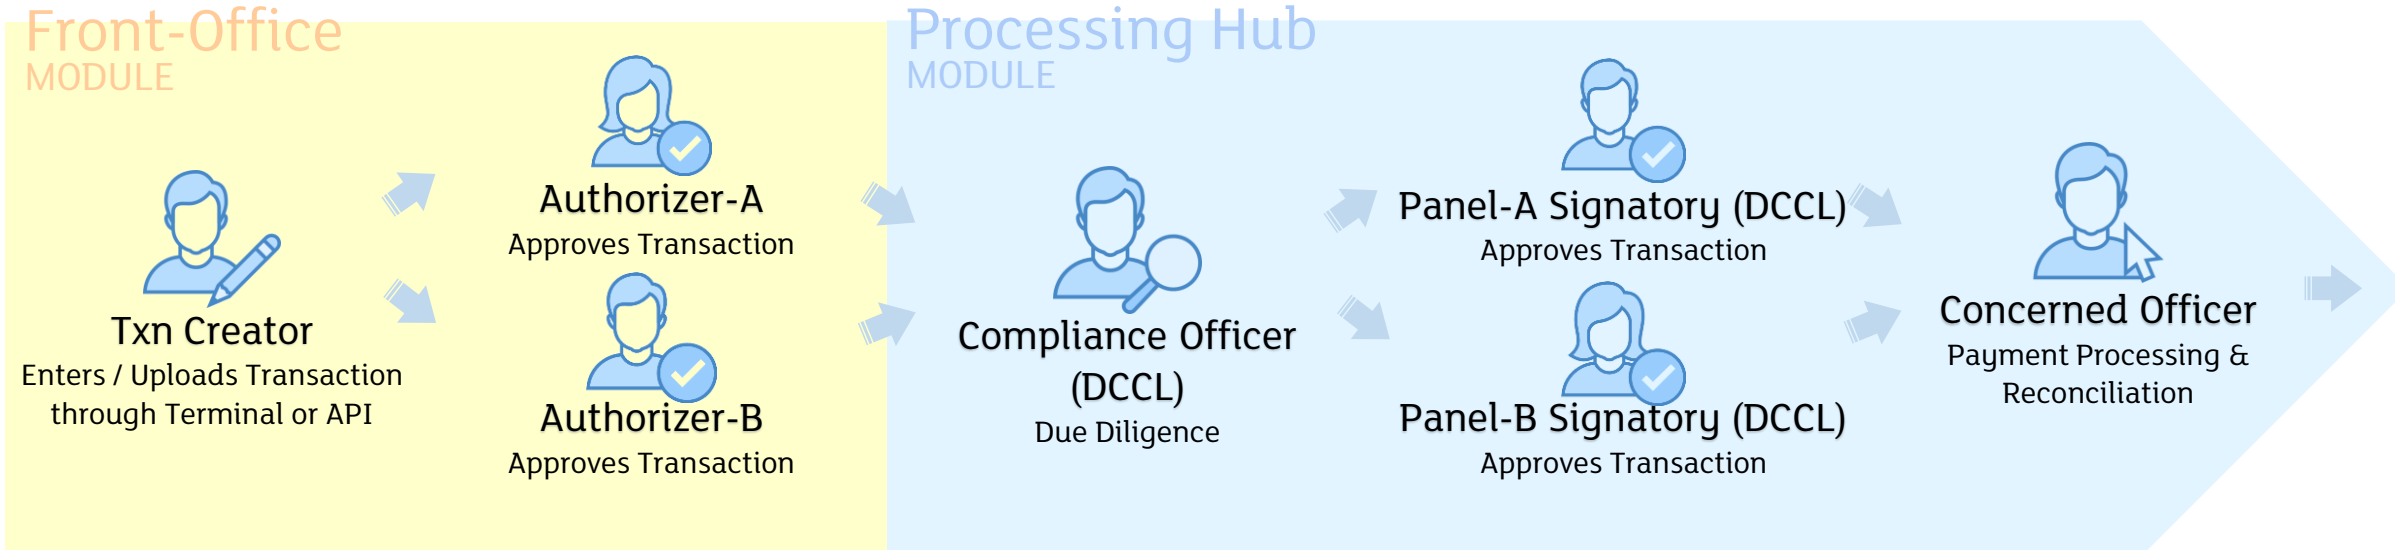 Front-Office
MODULE
Processing Hub
MODULE
Txn Creator
Enters / Uploads Transaction
through Terminal or API
Authorizer-A
Approves Transaction
Authorizer-B
Approves Transaction
Compliance Officer
(DCCL)
Due Diligence
Panel-A Signatory (DCCL)
Approves Transaction
Panel-B Signatory (DCCL)
Approves Transaction
Concerned Officer
Payment Processing &
Reconciliation